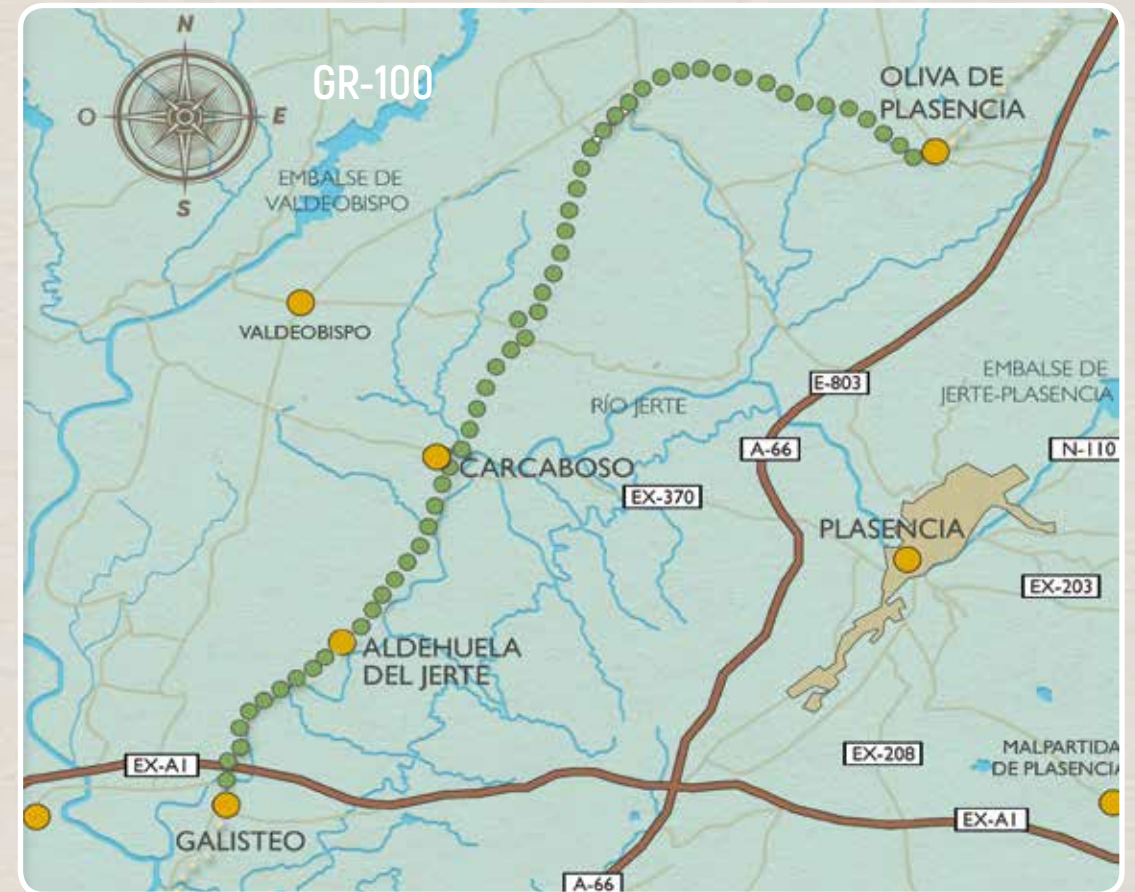 N
GR-100
O
E
S
OLIVA DE
PLASENCIA
EMBALSE DE
VALDEOBISPO
VALDEOBISPO
E-803
EMBALSE DE
JERTE-PLASENCIA
RÍO JERTE
A-66
N-110
CARCABOSO
EX-370
PLASENCIA
EX-203
ALDEHUELA
DEL JERTE
EX-A1
EX-208
MALPARTIDA
DE PLASENCIA
GALISTEO
EX-A1
A-66